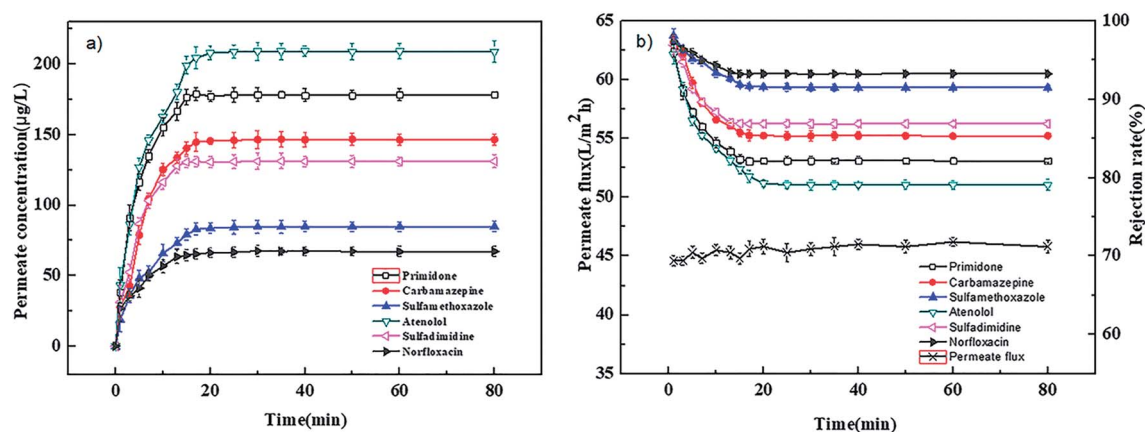 a)
Permeate concentration(µg/L)
200
150
100
50
0
Primidone
Carbamazepine
Sulfamethoxazole
Atenolol
Sulfadimidine
Norfloxacin
0 20 40 60 80
Time(min)
b)
Permeate flux(L/m²h)
65
60
55
50
45
40
35
Primidone
Carbamazepine
Sulfamethoxazole
Atenolol
Sulfadimidine
Norfloxacin
Permeate flux
0 20 40 60 80
Time(min)
100
90
80
70
60
Rejection rate(%)